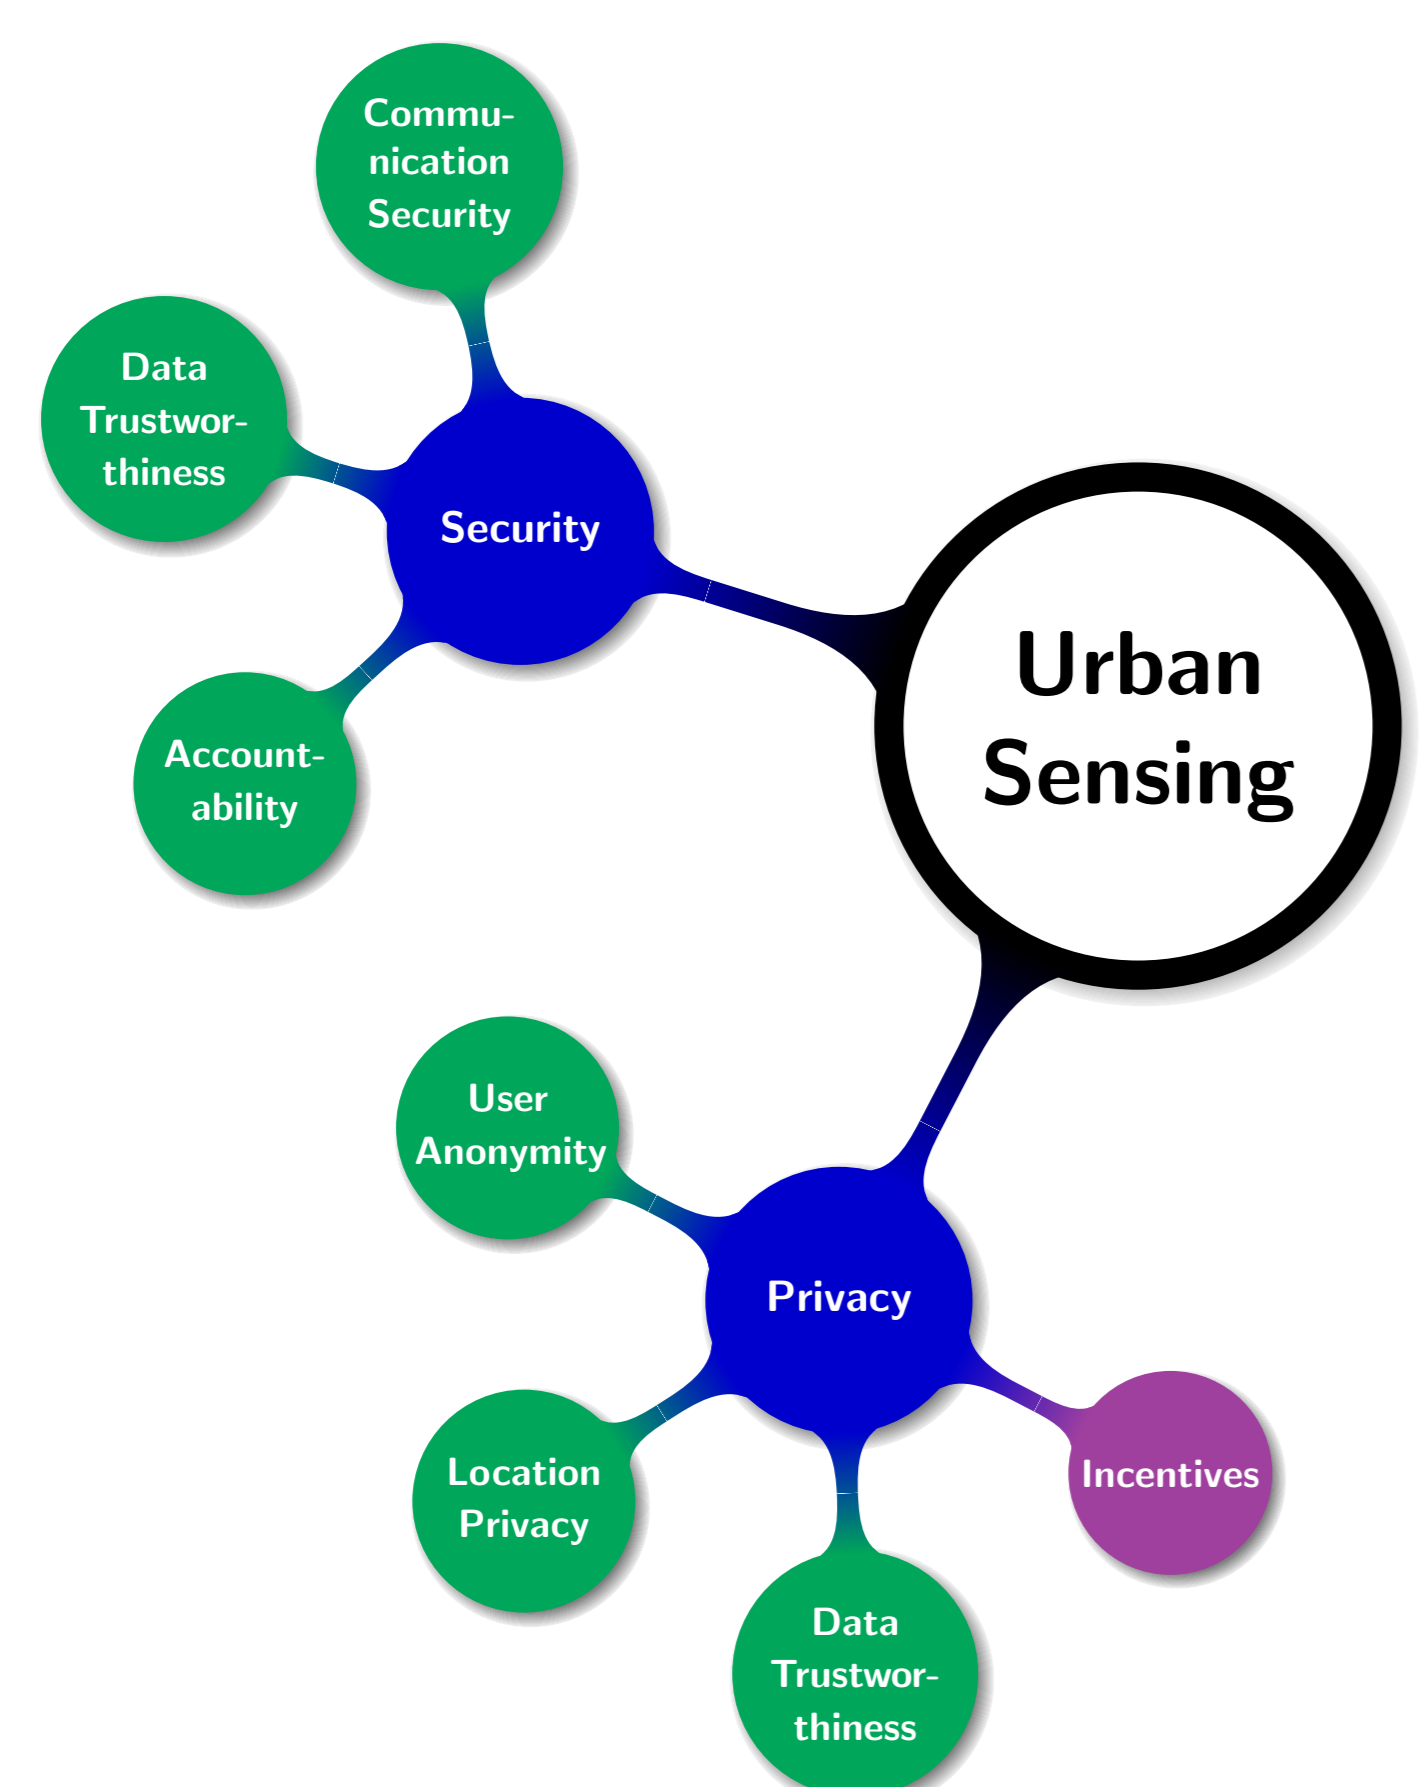 Commu-
nication
Security
Data
Trustwor-
thiness
Security
Account-
ability
Urban
Sensing
User
Anonymity
Privacy
Location
Privacy
Incentives
Data
Trustwor-
thiness